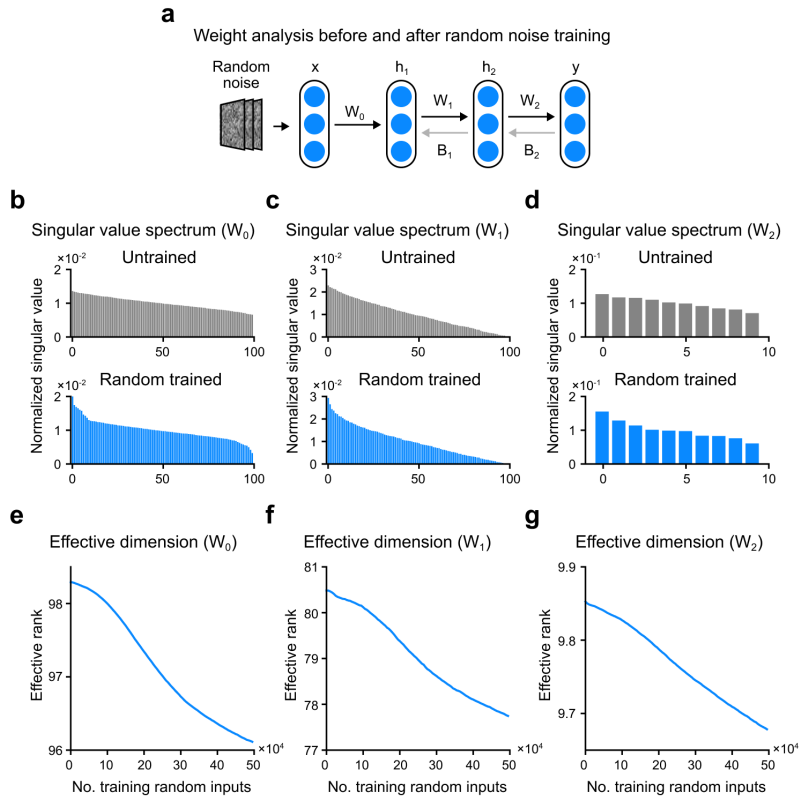 a
Weight analysis before and after random noise training
Random
noise
x
h1
h2
y
W0
W1
W2
B1
B2
b
Singular value spectrum (W0)
Untrained
×10-2
2
1
0
0
50
100
Normalized singular value
Random trained
×10-2
2
1
0
0
50
100
c
Singular value spectrum (W1)
Untrained
×10-2
3
2
1
0
0
50
100
Normalized singular value
Random trained
×10-2
3
2
1
0
0
50
100
d
Singular value spectrum (W2)
Untrained
×10-1
2
1
0
0
5
10
Normalized singular value
Random trained
×10-1
2
1
0
0
5
10
e
Effective dimension (W0)
Effective rank
98
97
96
0
10
20
30
40
50
×104
No. training random inputs
f
Effective dimension (W1)
Effective rank
81
80
79
78
77
0
10
20
30
40
50
×104
No. training random inputs
g
Effective dimension (W2)
Effective rank
9.9
9.8
9.7
0
10
20
30
40
50
×104
No. training random inputs